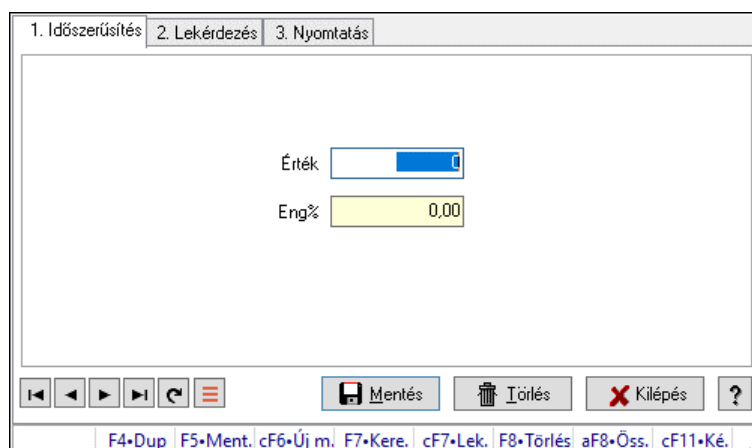 1. Időszerűsítés 2. Lekérdezés 3. Nyomtatás
Érték 0
Eng% 0,00
Mentés Törlés Kilépés ?
F4•Dup F5•Ment. cF6•Új m. F7•Kere. cF7•Lek. F8•Törlés aF8•Öss. cF11•Ké.